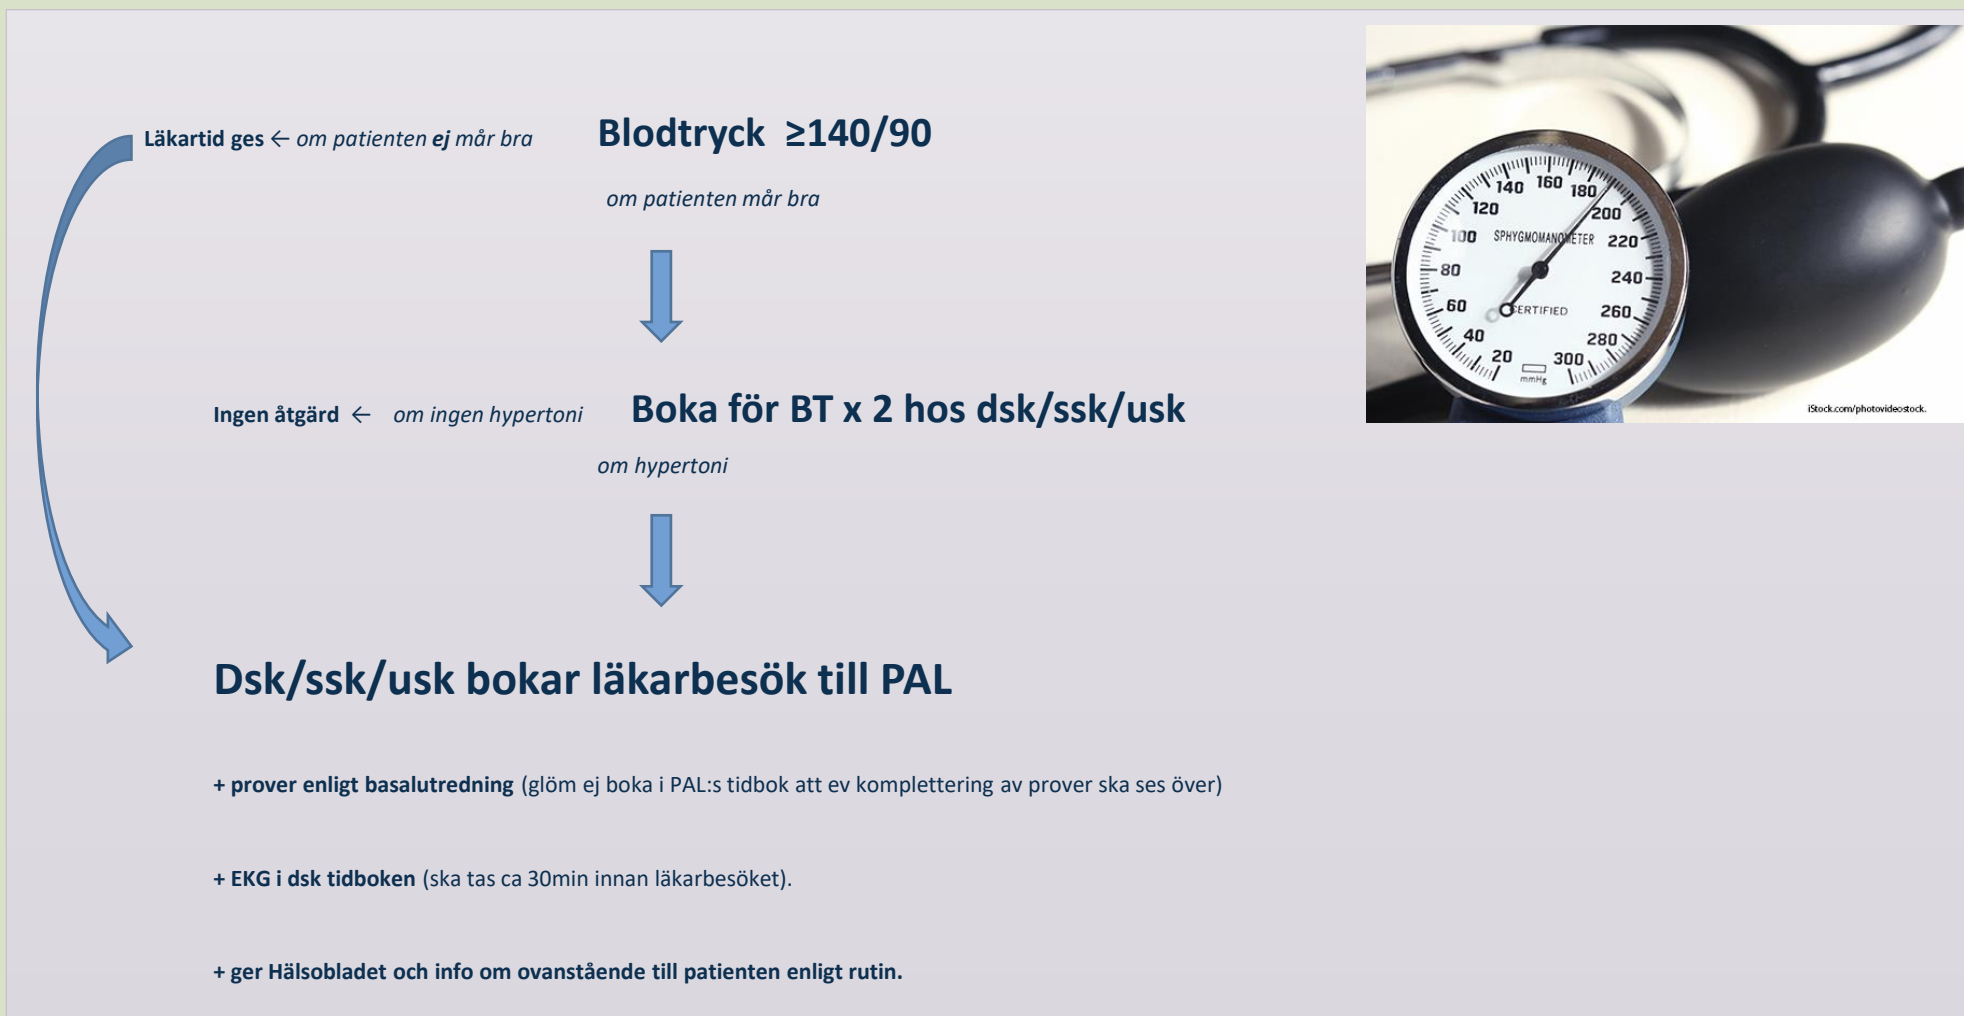 Läkartid ges ← om patienten ej mår bra
Blodtryck ≥140/90
om patienten mår bra
Ingen åtgärd ← om ingen hypertoni
Boka för BT x 2 hos dsk/ssk/usk
om hypertoni
Dsk/ssk/usk bokar läkarbesök till PAL
+ prover enligt basalutredning (glöm ej boka i PAL:s tidbok att ev komplettering av prover ska ses över)
+ EKG i dsk tidboken (ska tas ca 30min innan läkarbesöket).
+ ger Hälsobladet och info om ovanstående till patienten enligt rutin.
20
40
60
80
100
120
140
160
180
200
220
240
260
280
300
SPHYGMOMANOMETER
CERTIFIED
mmHg
iStock.com/photovideostock.